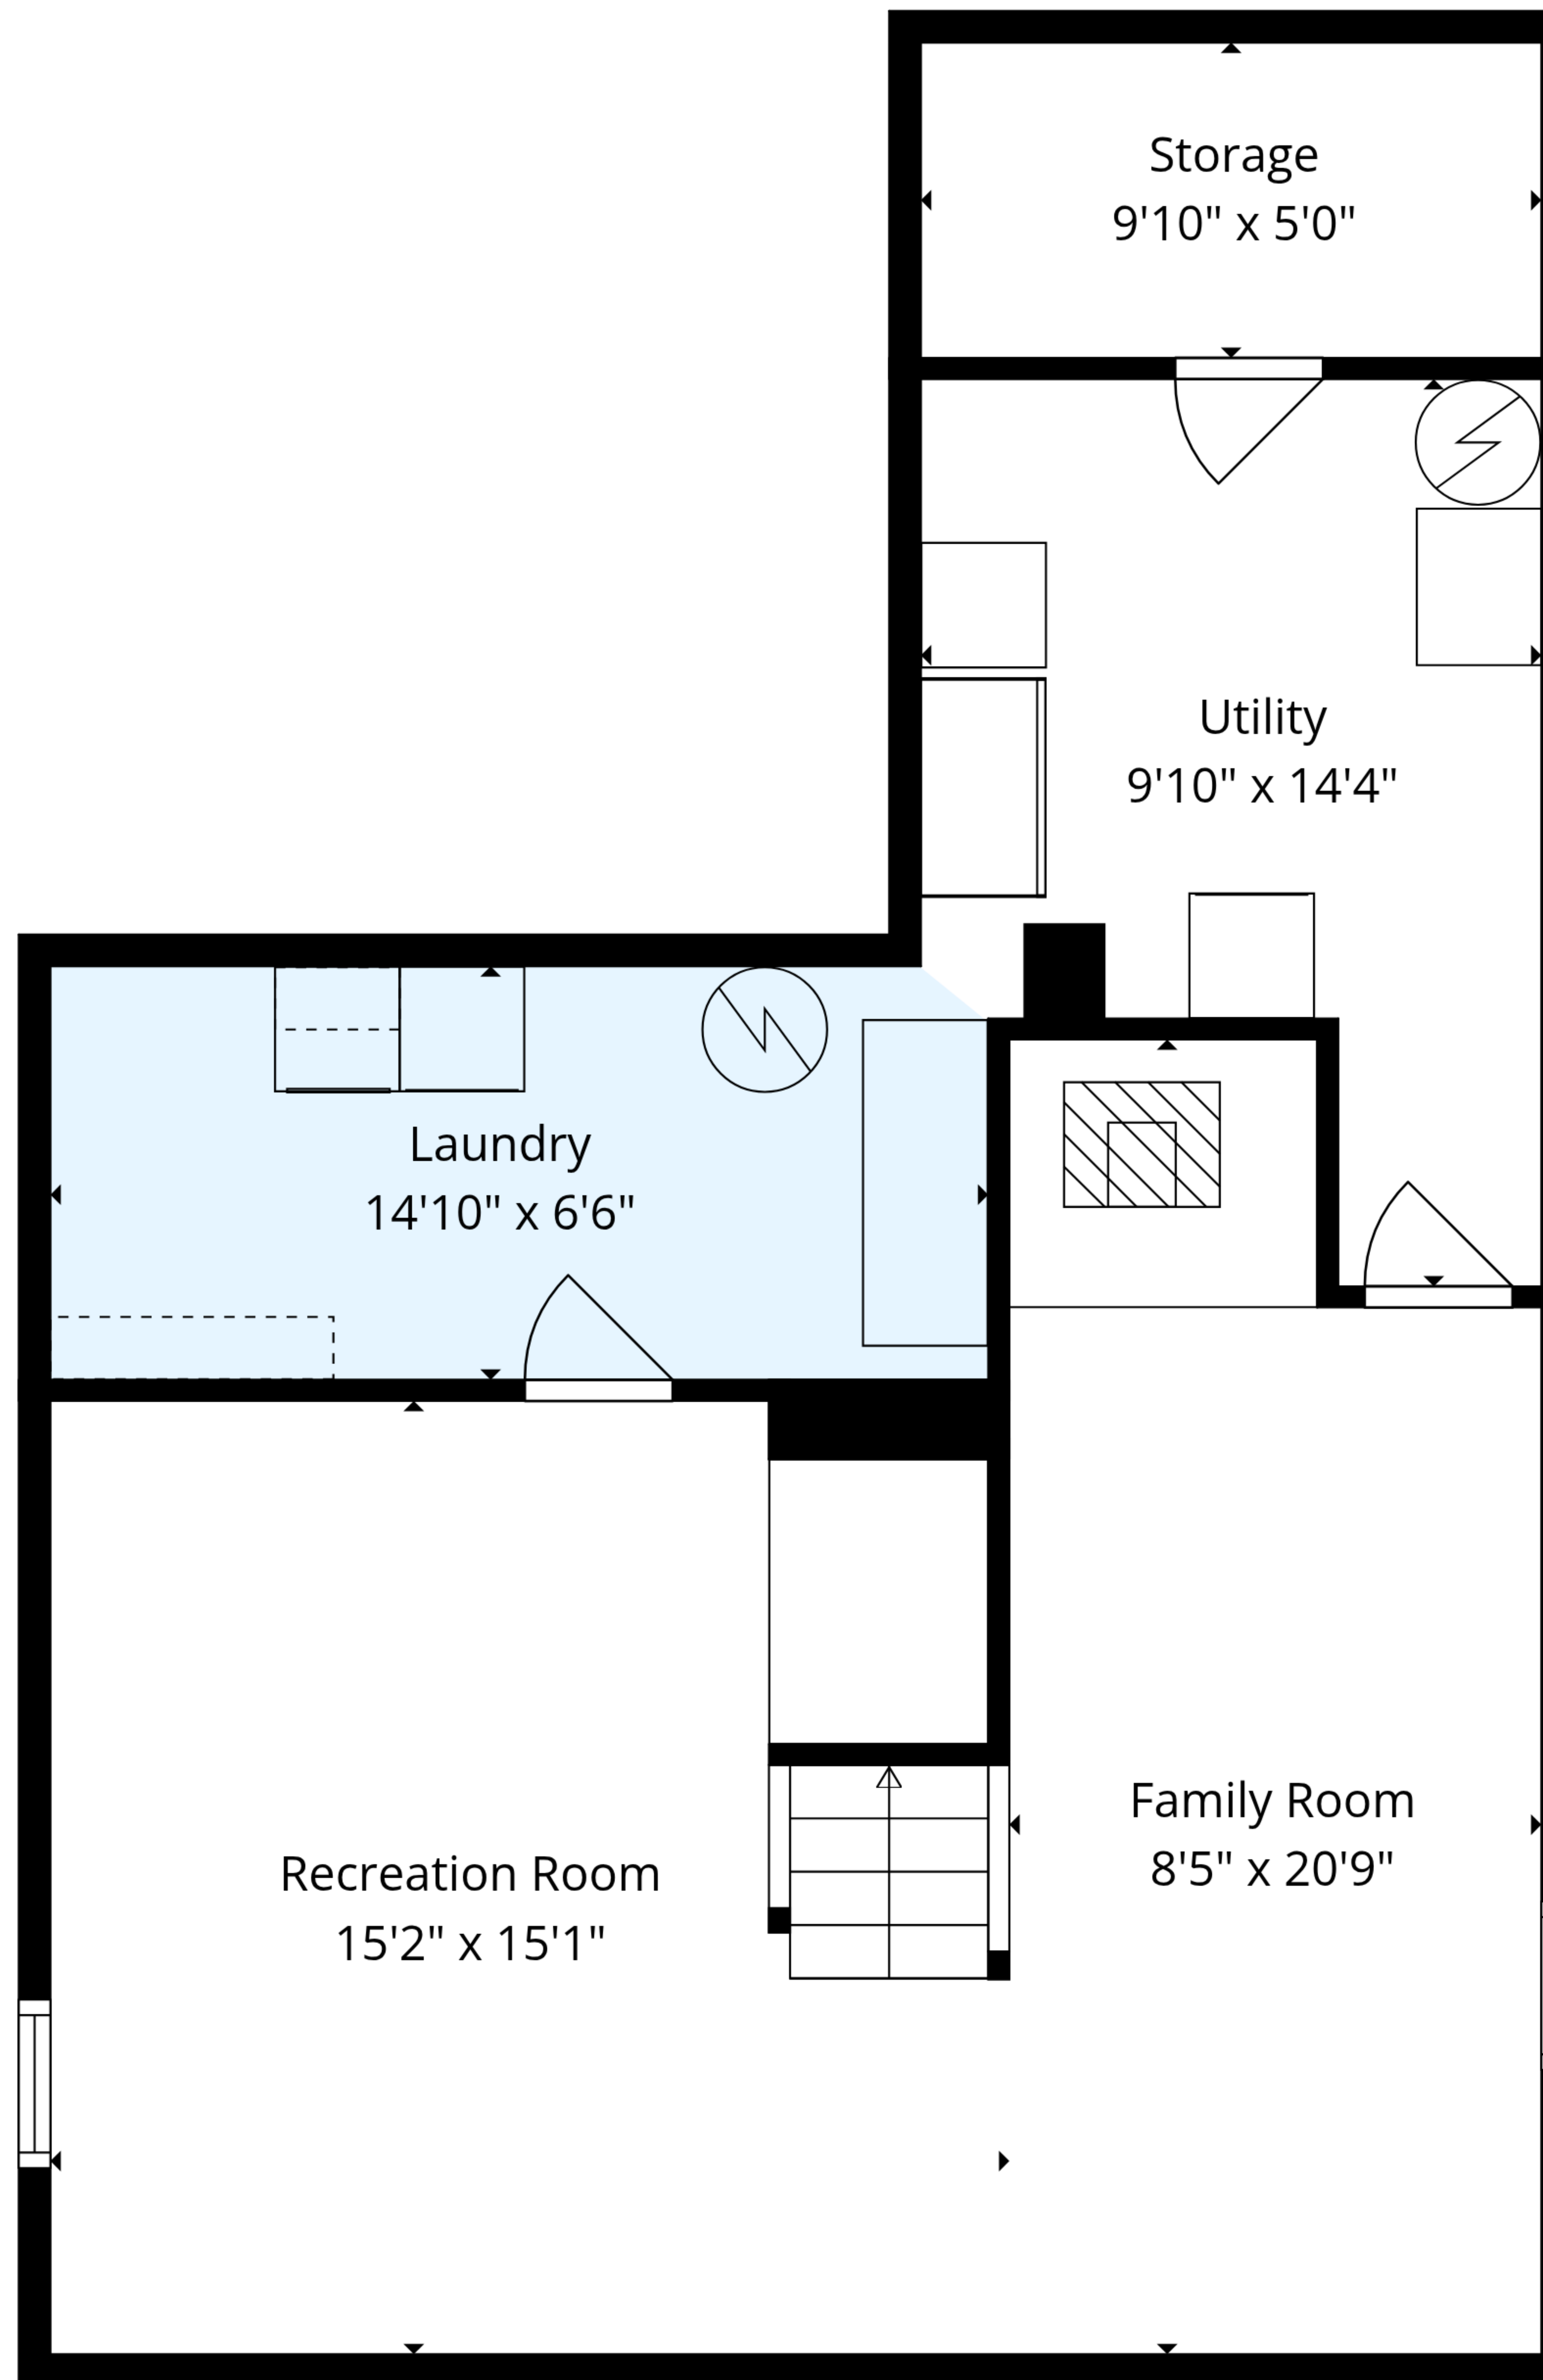 Storage
9'10" x 5'0"
Utility
9'10" x 14'4"
Laundry
14'10" x 6'6"
Family Room
8'5" x 20'9"
Recreation Room
15'2" x 15'1"